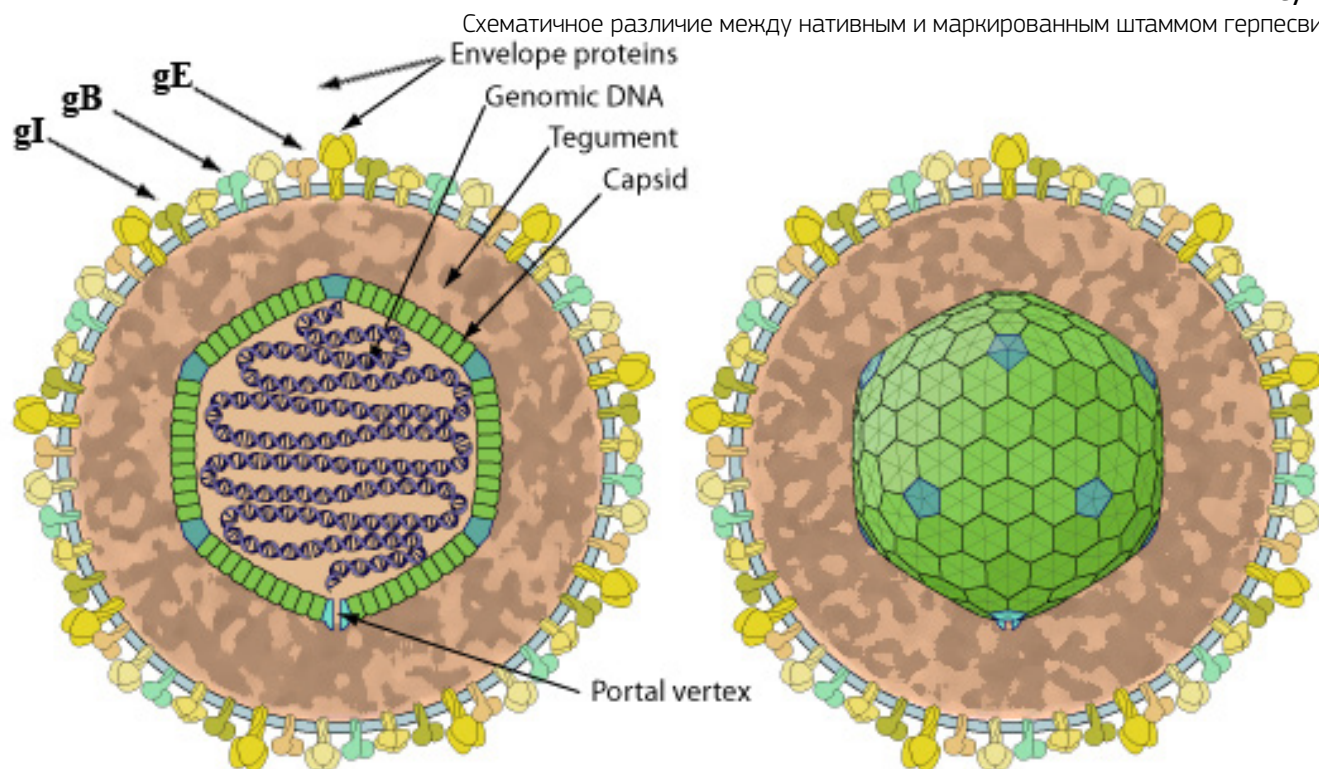 Схематичное различие между нативным и маркированным штаммом герпесви
Envelope proteins
gE
Genomic DNA
gB
Tegument
gI
Capsid
Portal vertex